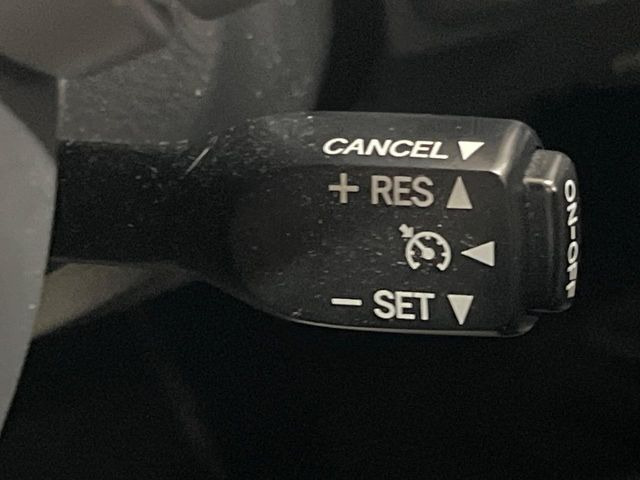 CANCEL
+ RES
- SET
ON-OFF